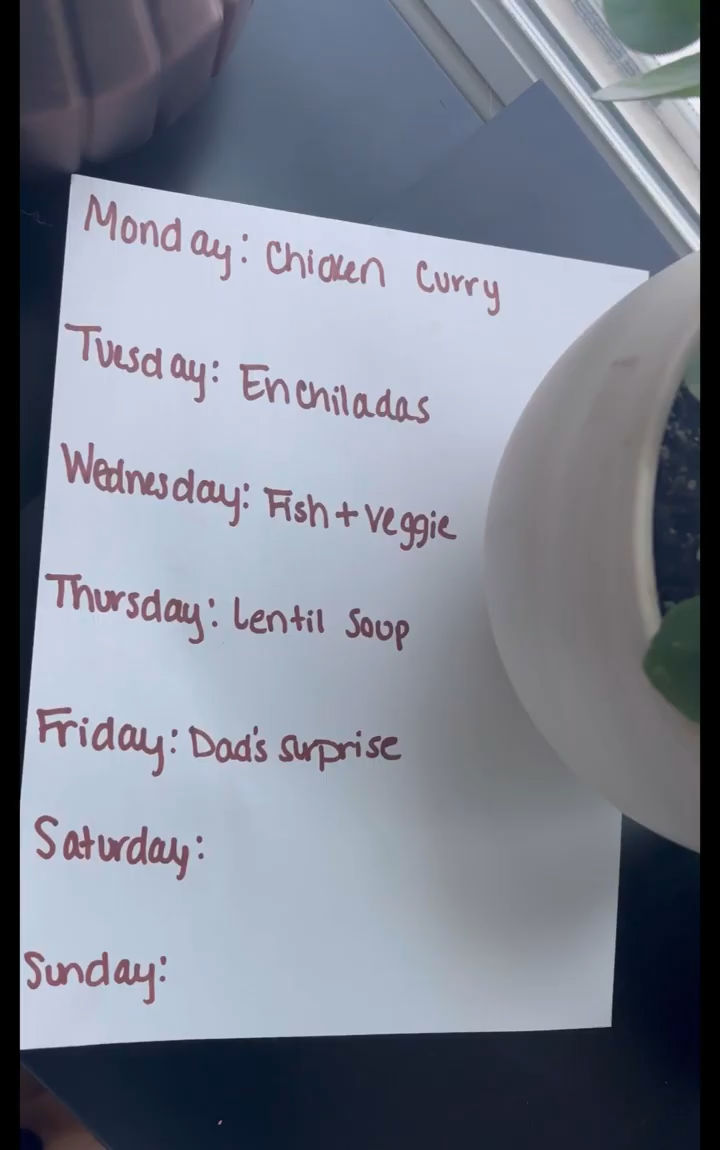 Monday: Chicken Curry
Tuesday: Enchiladas
Wednesday: Fish + veggie
Thursday: Lentil Soup
Friday: Dad's surprise
Saturday:
Sunday: